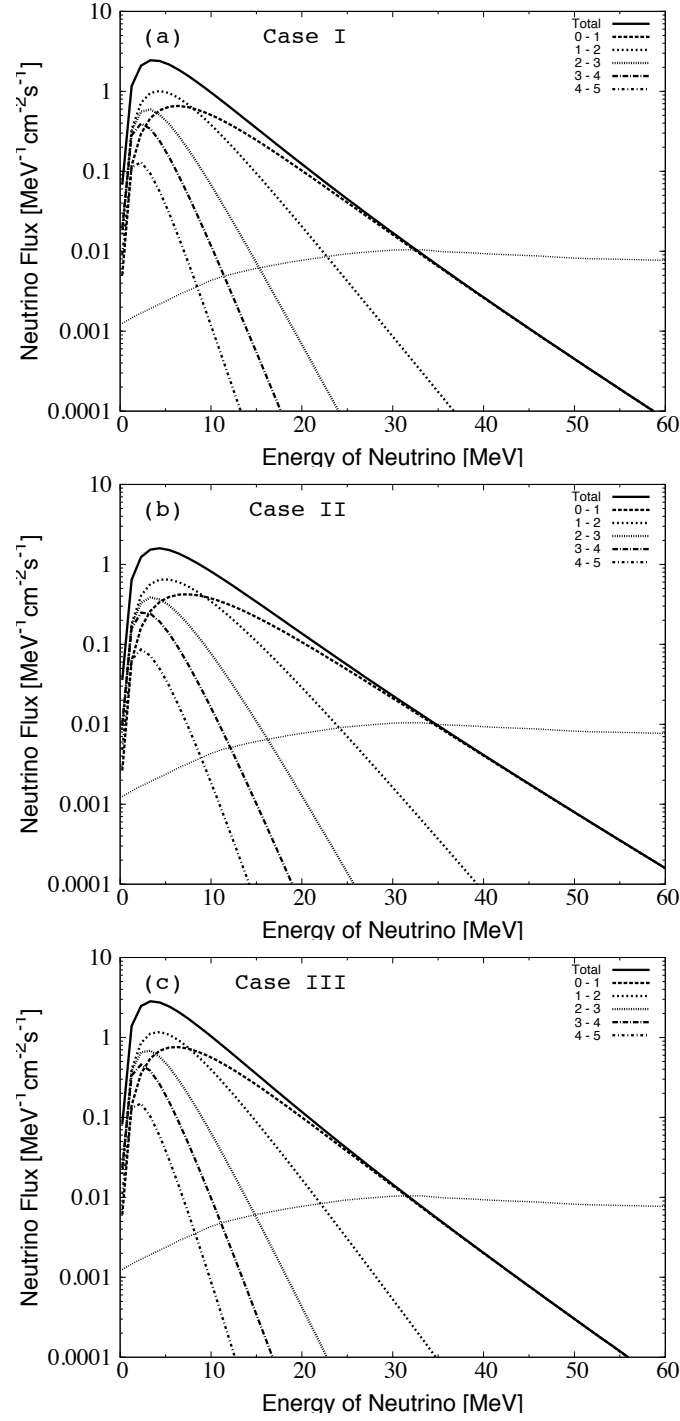 10
(a) Case I
Total
0 - 1
1 - 2
2 - 3
3 - 4
4 - 5
1
0.1
0.01
0.001
0.0001
Neutrino Flux [MeV⁻¹cm⁻²s⁻¹]
0 10 20 30 40 50 60
Energy of Neutrino [MeV]
10
(b) Case II
Total
0 - 1
1 - 2
2 - 3
3 - 4
4 - 5
1
0.1
0.01
0.001
0.0001
Neutrino Flux [MeV⁻¹cm⁻²s⁻¹]
0 10 20 30 40 50 60
Energy of Neutrino [MeV]
10
(c) Case III
Total
0 - 1
1 - 2
2 - 3
3 - 4
4 - 5
1
0.1
0.01
0.001
0.0001
Neutrino Flux [MeV⁻¹cm⁻²s⁻¹]
0 10 20 30 40 50 60
Energy of Neutrino [MeV]